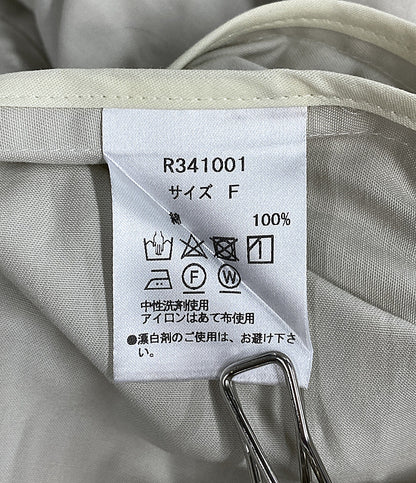 R341001
サイズ F
綿 100%
F W
中性洗剤使用
アイロンはあて布使用
●漂白剤のご使用は、お避け下さ
い。